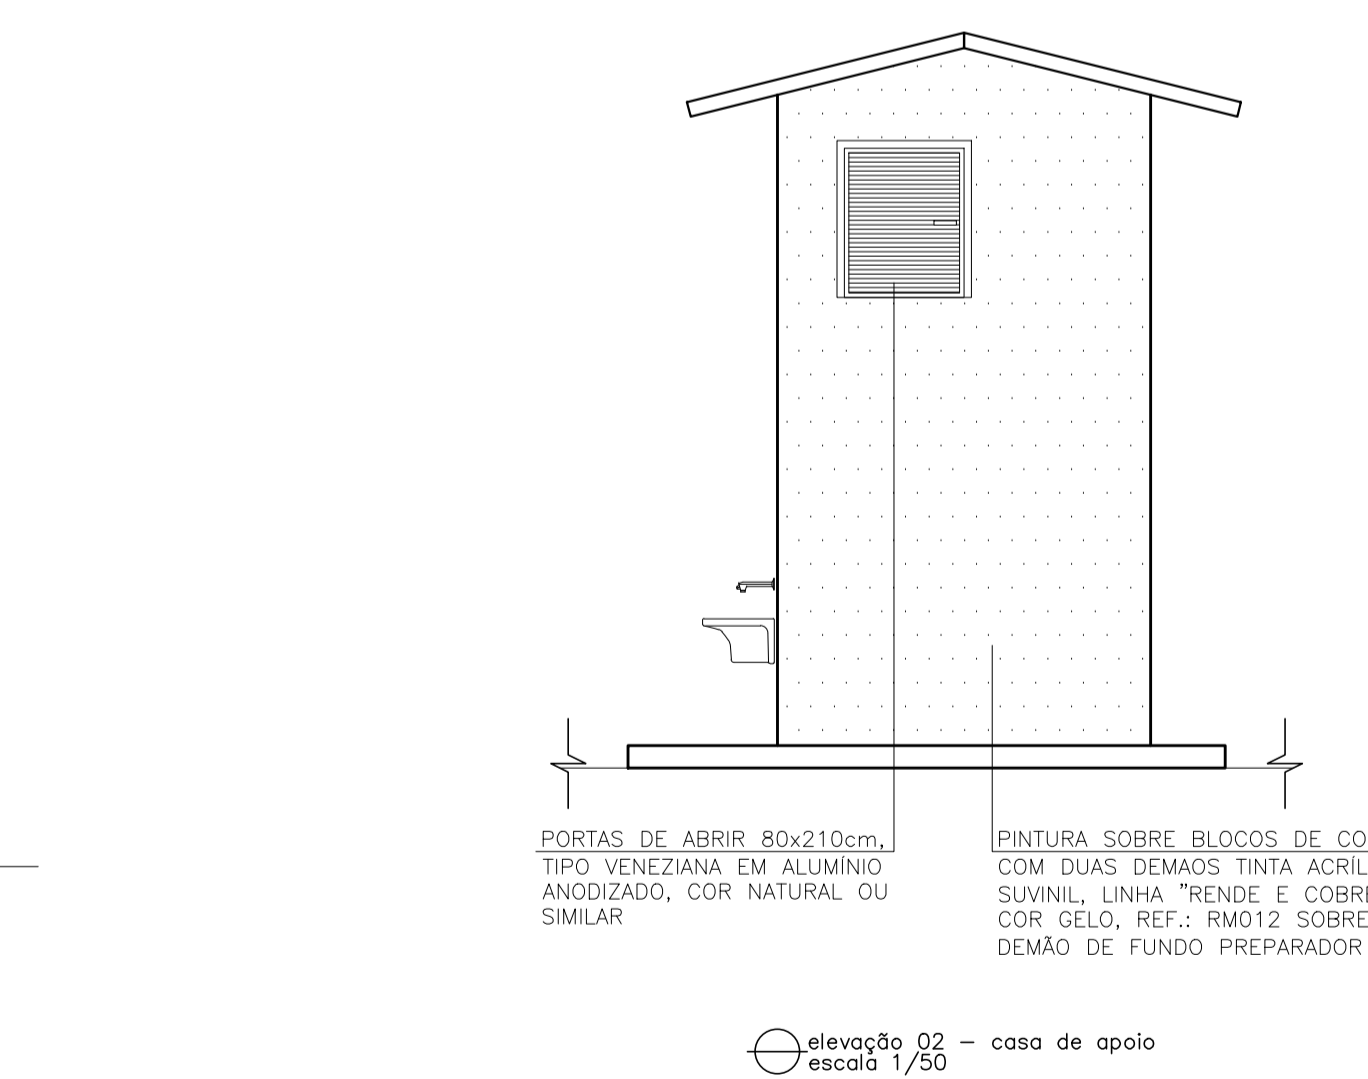 PORTAS DE ABRIR 80x210cm,
TIPO VENEZIANA EM ALUMÍNIO
ANODIZADO, COR NATURAL OU
SIMILAR
PINTURA SOBRE BLOCOS DE CO
COM DUAS DEMAOS TINTA ACRÍL
SUVINIL, LINHA "RENDE E COBRE
COR GELO, REF.: RM012 SOBRE
DEMÃO DE FUNDO PREPARADOR
elevação 02 – casa de apoio
escala 1/50